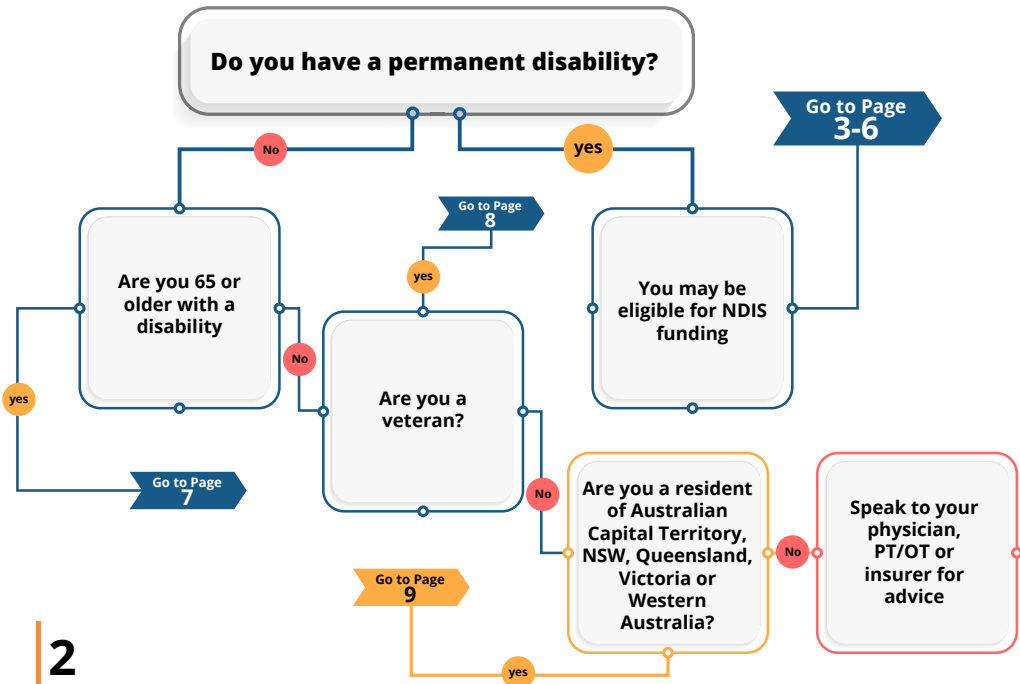 Do you have a permanent disability?
Go to Page
3-6
No
yes
Go to Page
8
yes
Are you 65 or
older with a
disability
You may be
eligible for NDIS
funding
No
yes
Are you a
veteran?
Go to Page
7
No
Are you a resident
of Australian
Capital Territory,
NSW, Queensland,
Victoria or
Western
Australia?
No
Speak to your
physician,
PT/OT or
insurer for
advice
Go to Page
9
yes
2